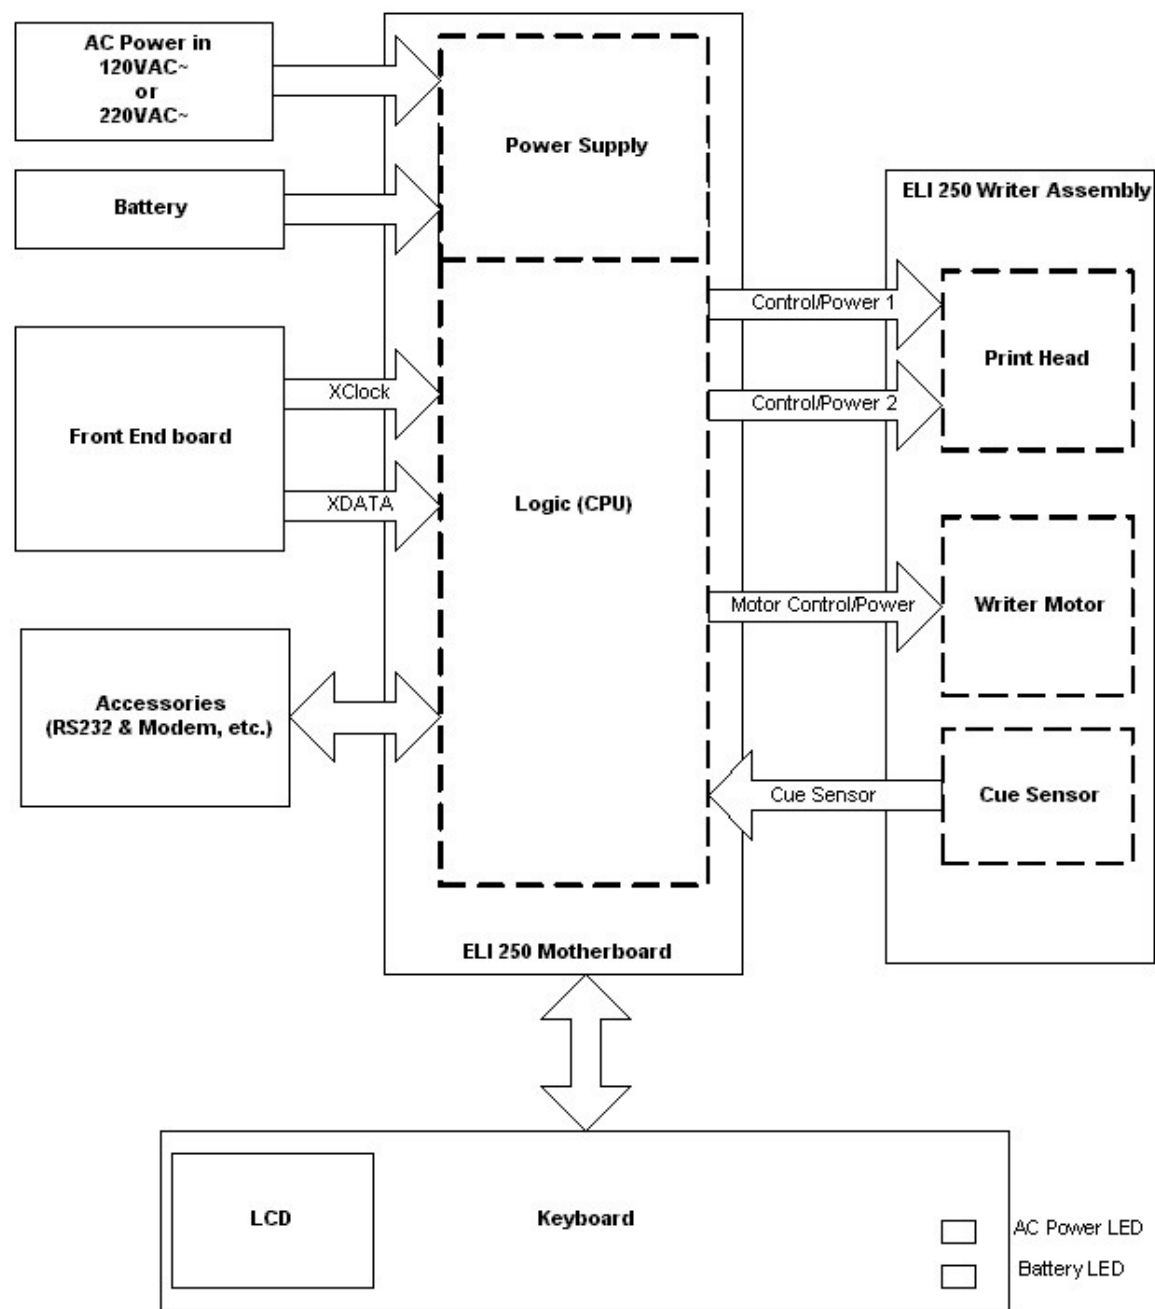 AC Power in
120VAC~
or
220VAC~
Power Supply
Battery
ELI 250 Writer Assembly
Control/Power 1
Print Head
XClock
Control/Power 2
Front End board
XDATA
Logic (CPU)
Motor Control/Power
Writer Motor
Accessories
(RS232 & Modem, etc.)
Cue Sensor
Cue Sensor
ELI 250 Motherboard
LCD
Keyboard
AC Power LED
Battery LED